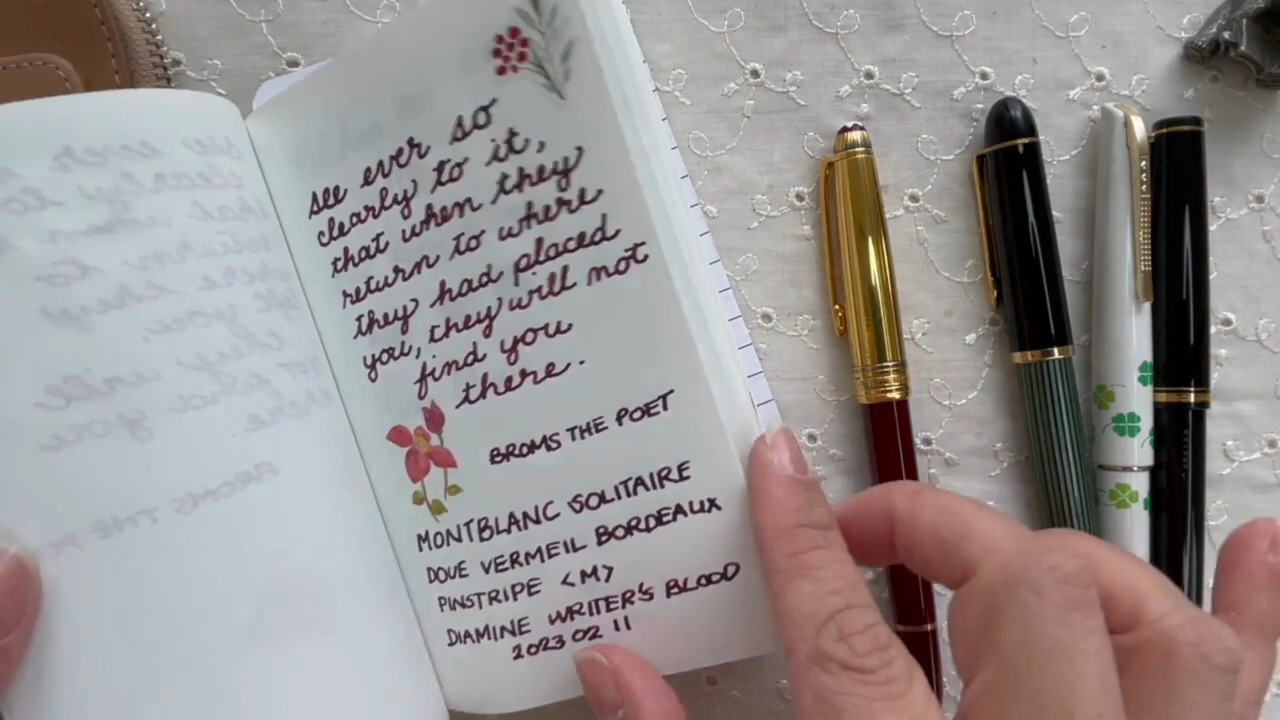 see ever so
clearly to it,
that when they
return to where
they had placed
you, they will not
find you
there.
BROMS THE POET
MONTBLANC SOLITAIRE
DOUE VERMEIL BORDEAUX
PINSTRIPE <M>
DIAMINE WRITER'S BLOOD
2023 02 11